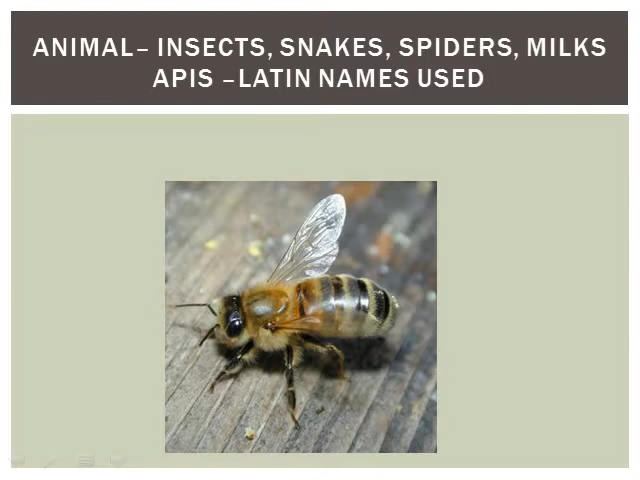 ANIMAL– INSECTS, SNAKES, SPIDERS, MILKS
APIS –LATIN NAMES USED